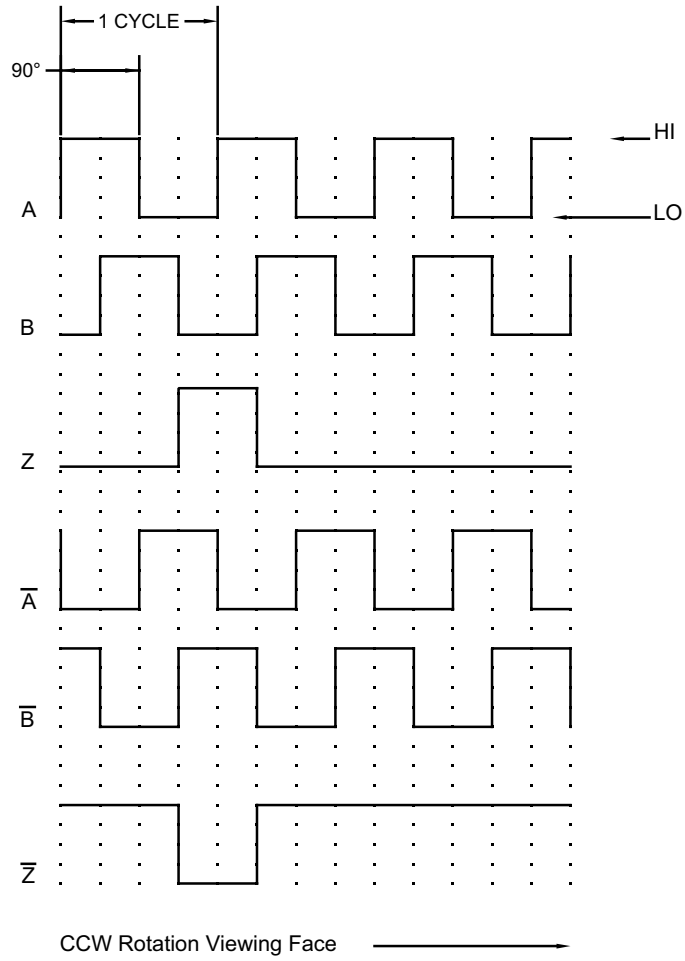 1 CYCLE
90°
HI
A
LO
B
Z
A̅
B̅
Z̅
CCW Rotation Viewing Face